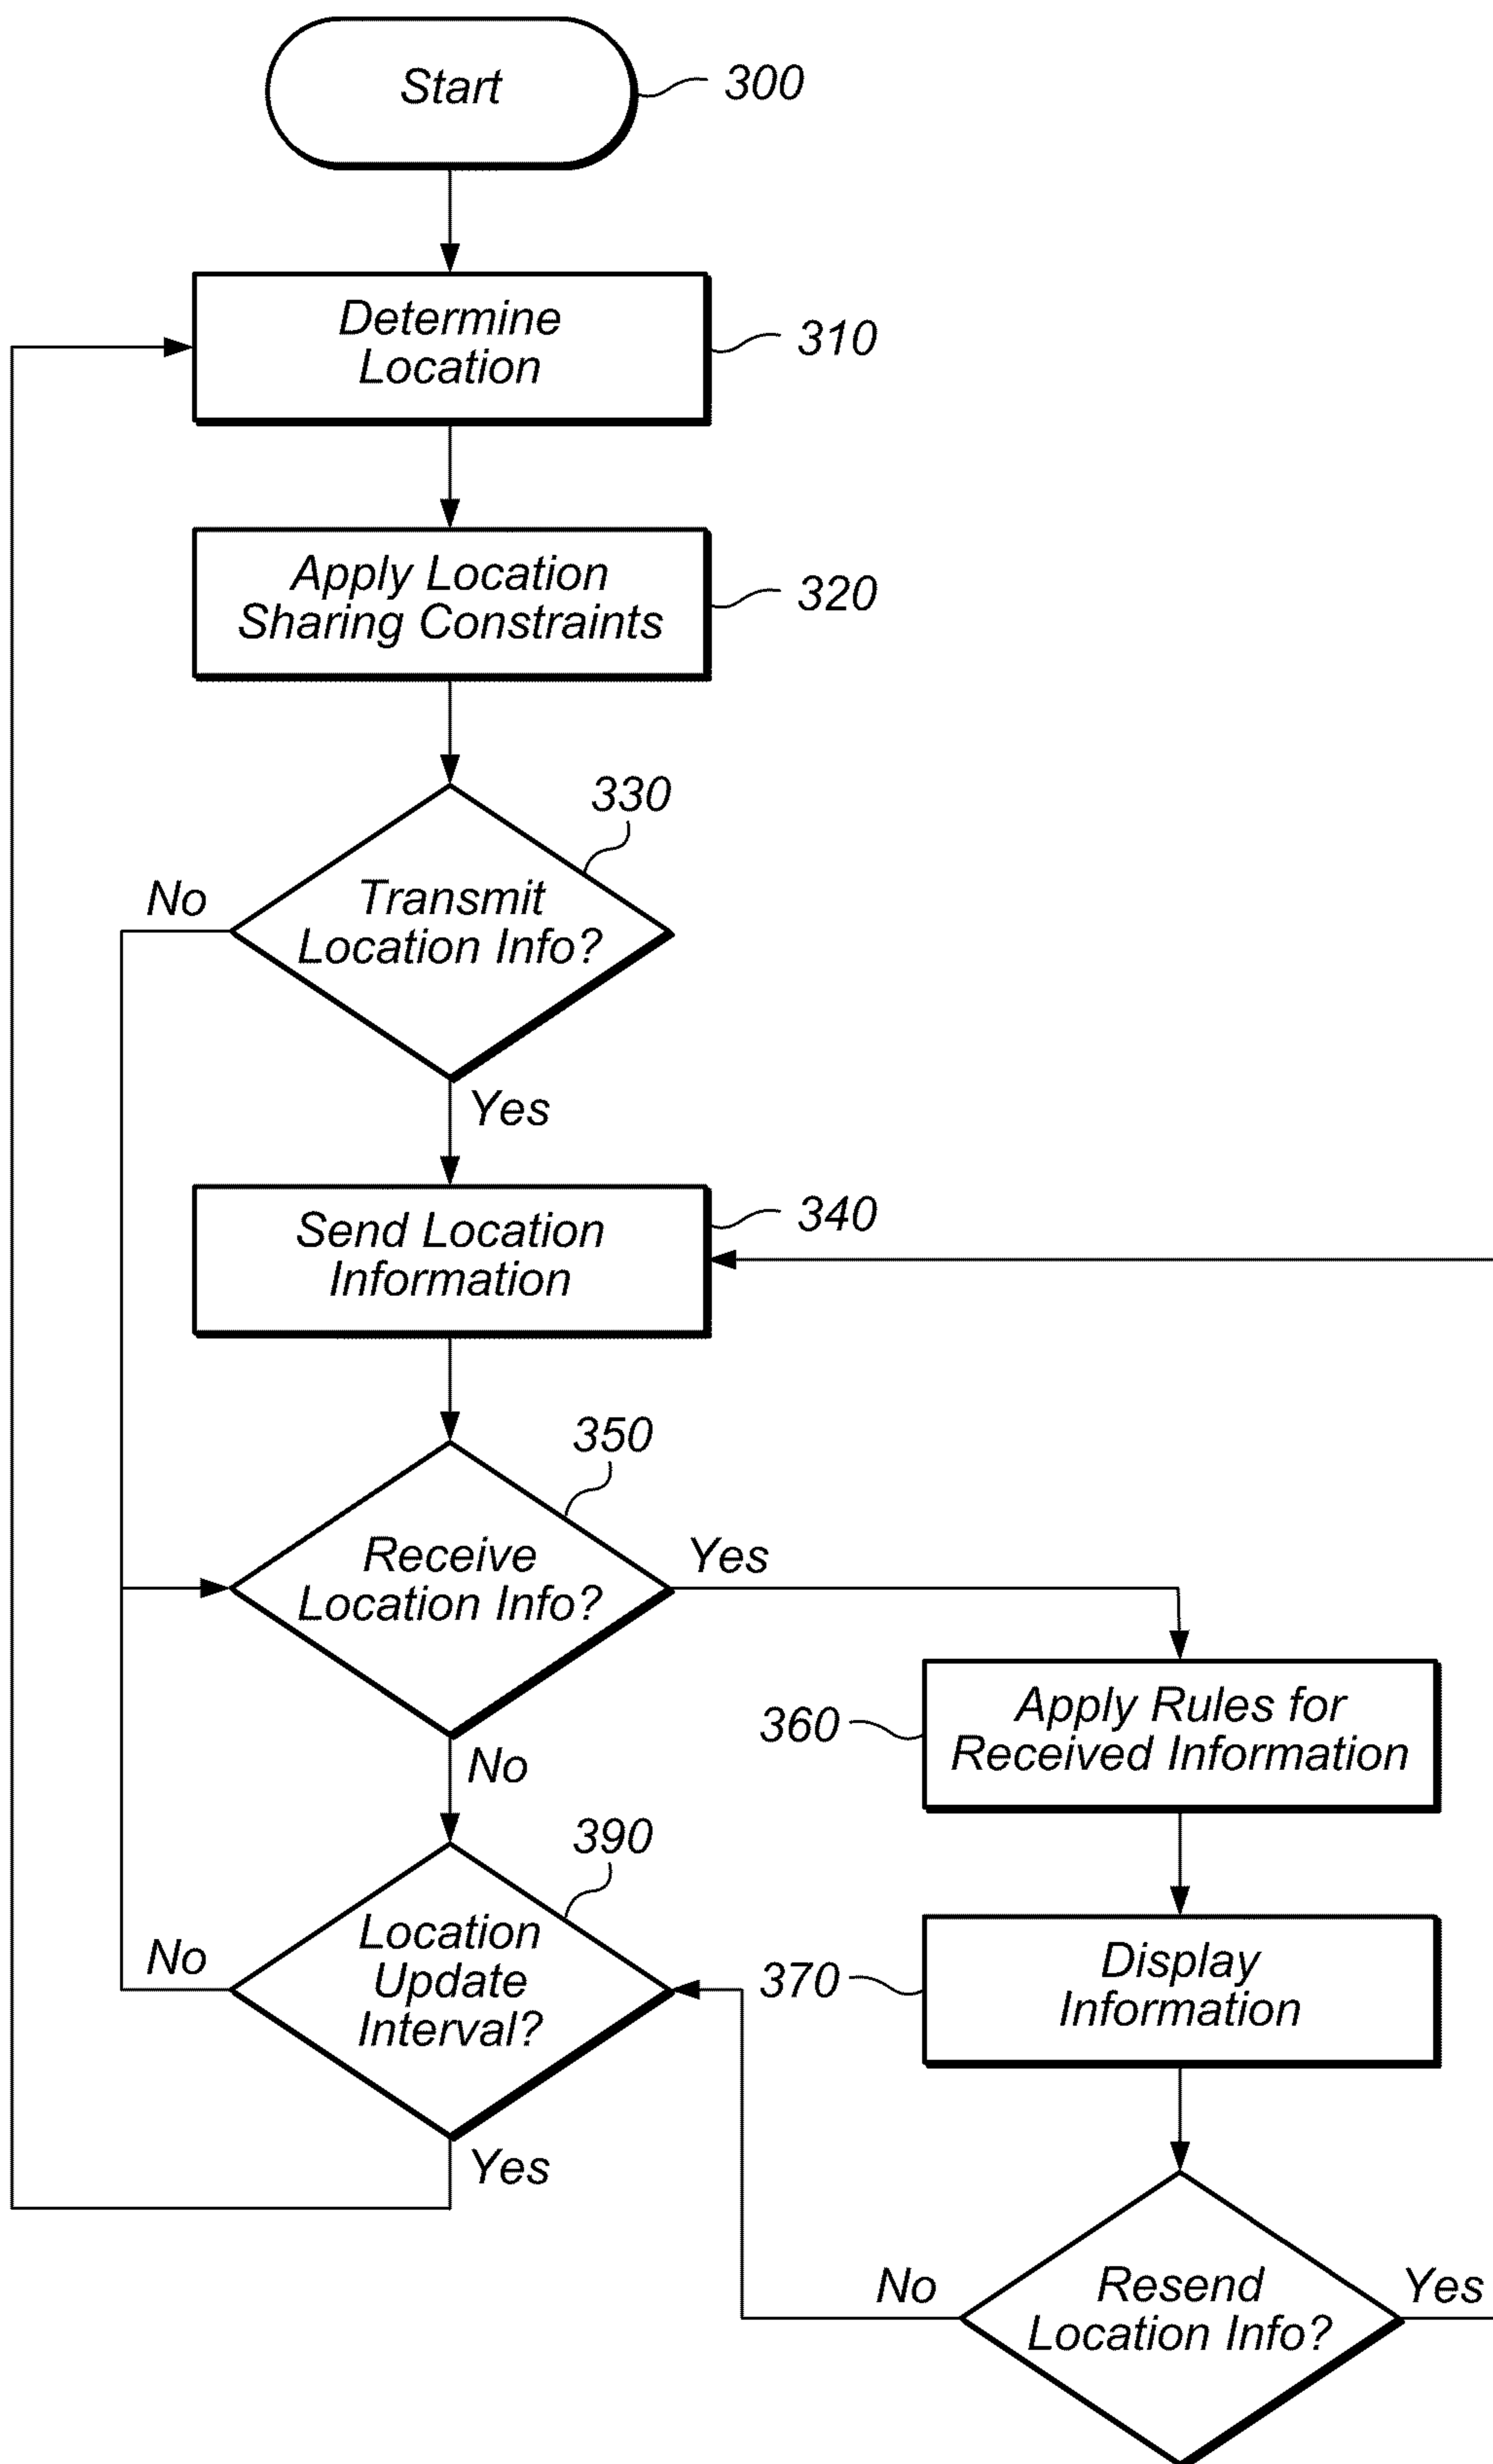 Start
300
Determine
Location
310
Apply Location
Sharing Constraints
320
330
No
Transmit
Location Info?
Yes
340
Send Location
Information
350
Receive
Location Info?
Yes
No
360
Apply Rules for
Received Information
390
No
Location
Update
Interval?
Yes
370
Display
Information
No
Resend
Location Info?
Yes